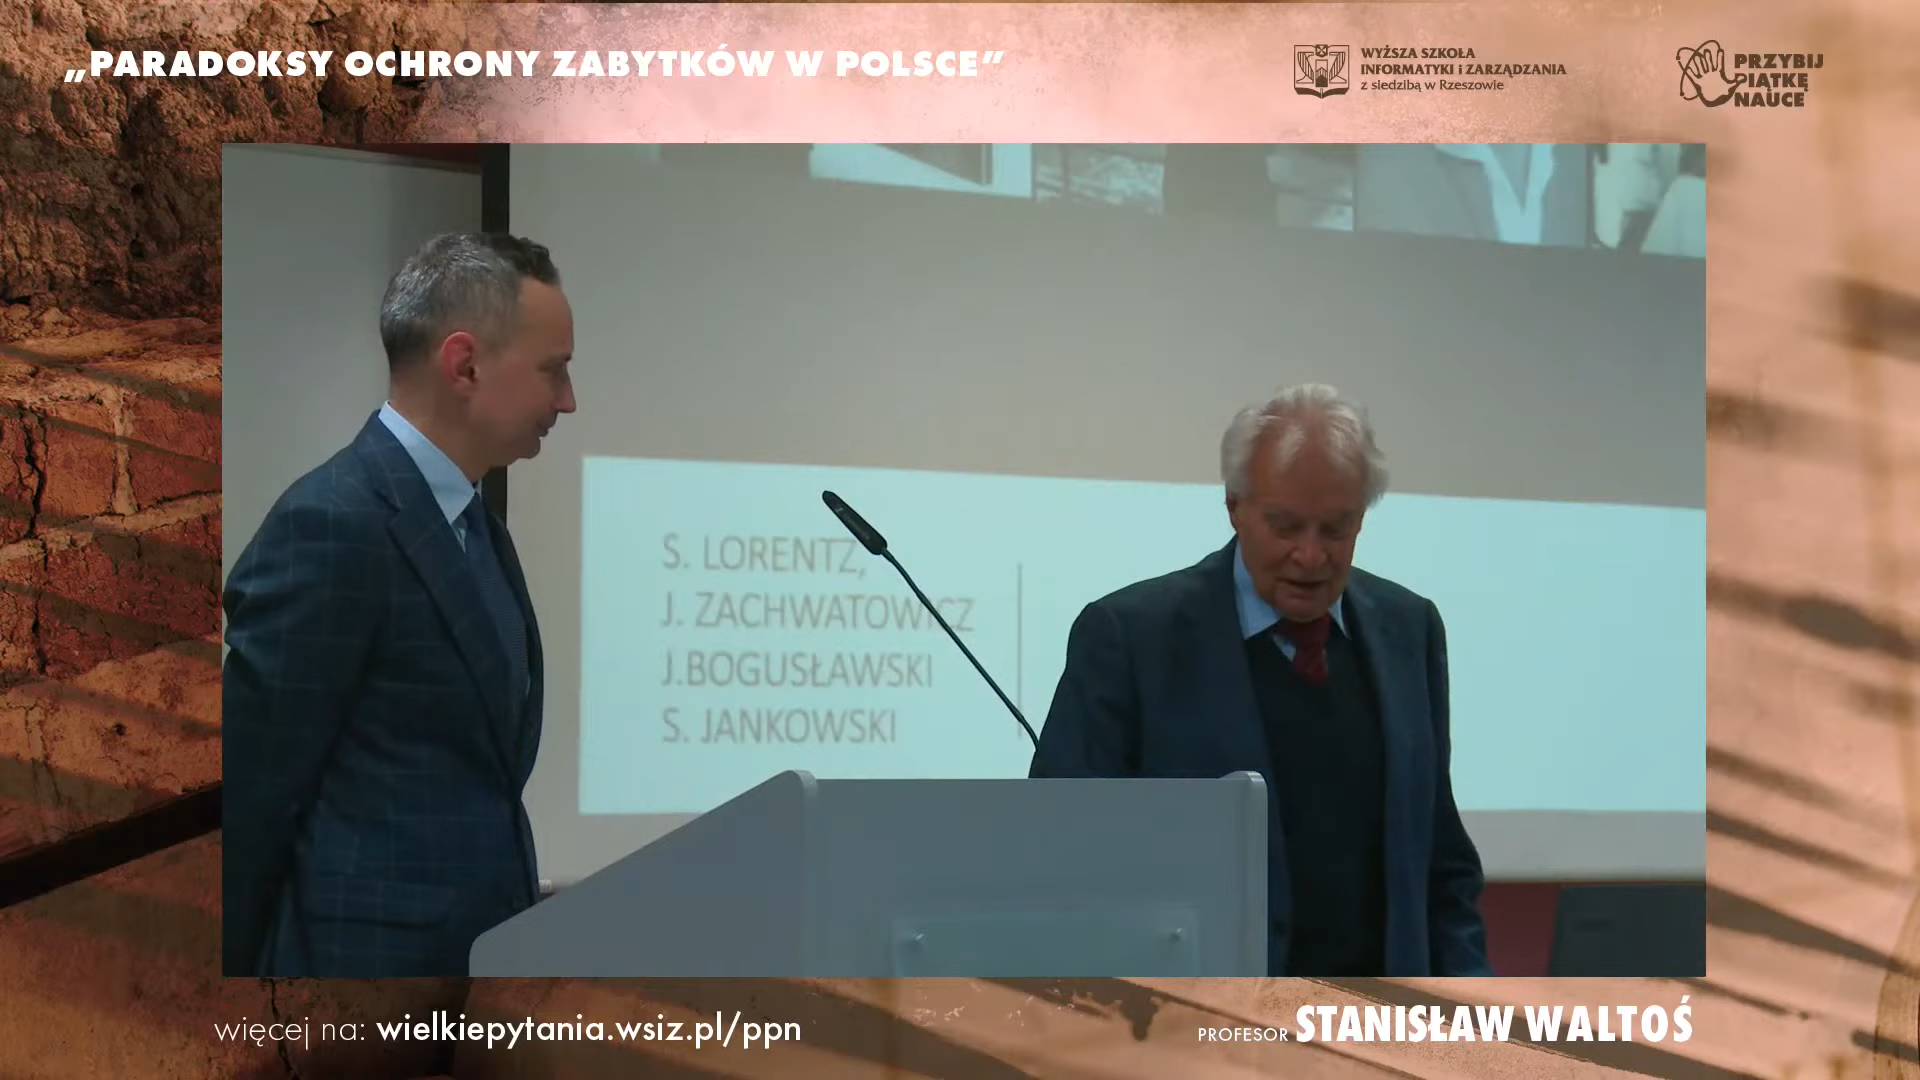 „PARADOKSY OCHRONY ZABYTKÓW W POLSCE”
WYŻSZA SZKOŁA
INFORMATYKI i ZARZĄDZANIA
z siedzibą w Rzeszowie
PRZYBIJ
PIĄTKĘ
NAUCE
S. LORENTZ,
J. ZACHWATOWICZ
J.BOGUSŁAWSKI
S. JANKOWSKI
więcej na: wielkiepytania.wsiz.pl/ppn
PROFESOR STANISŁAW WALTOŚ